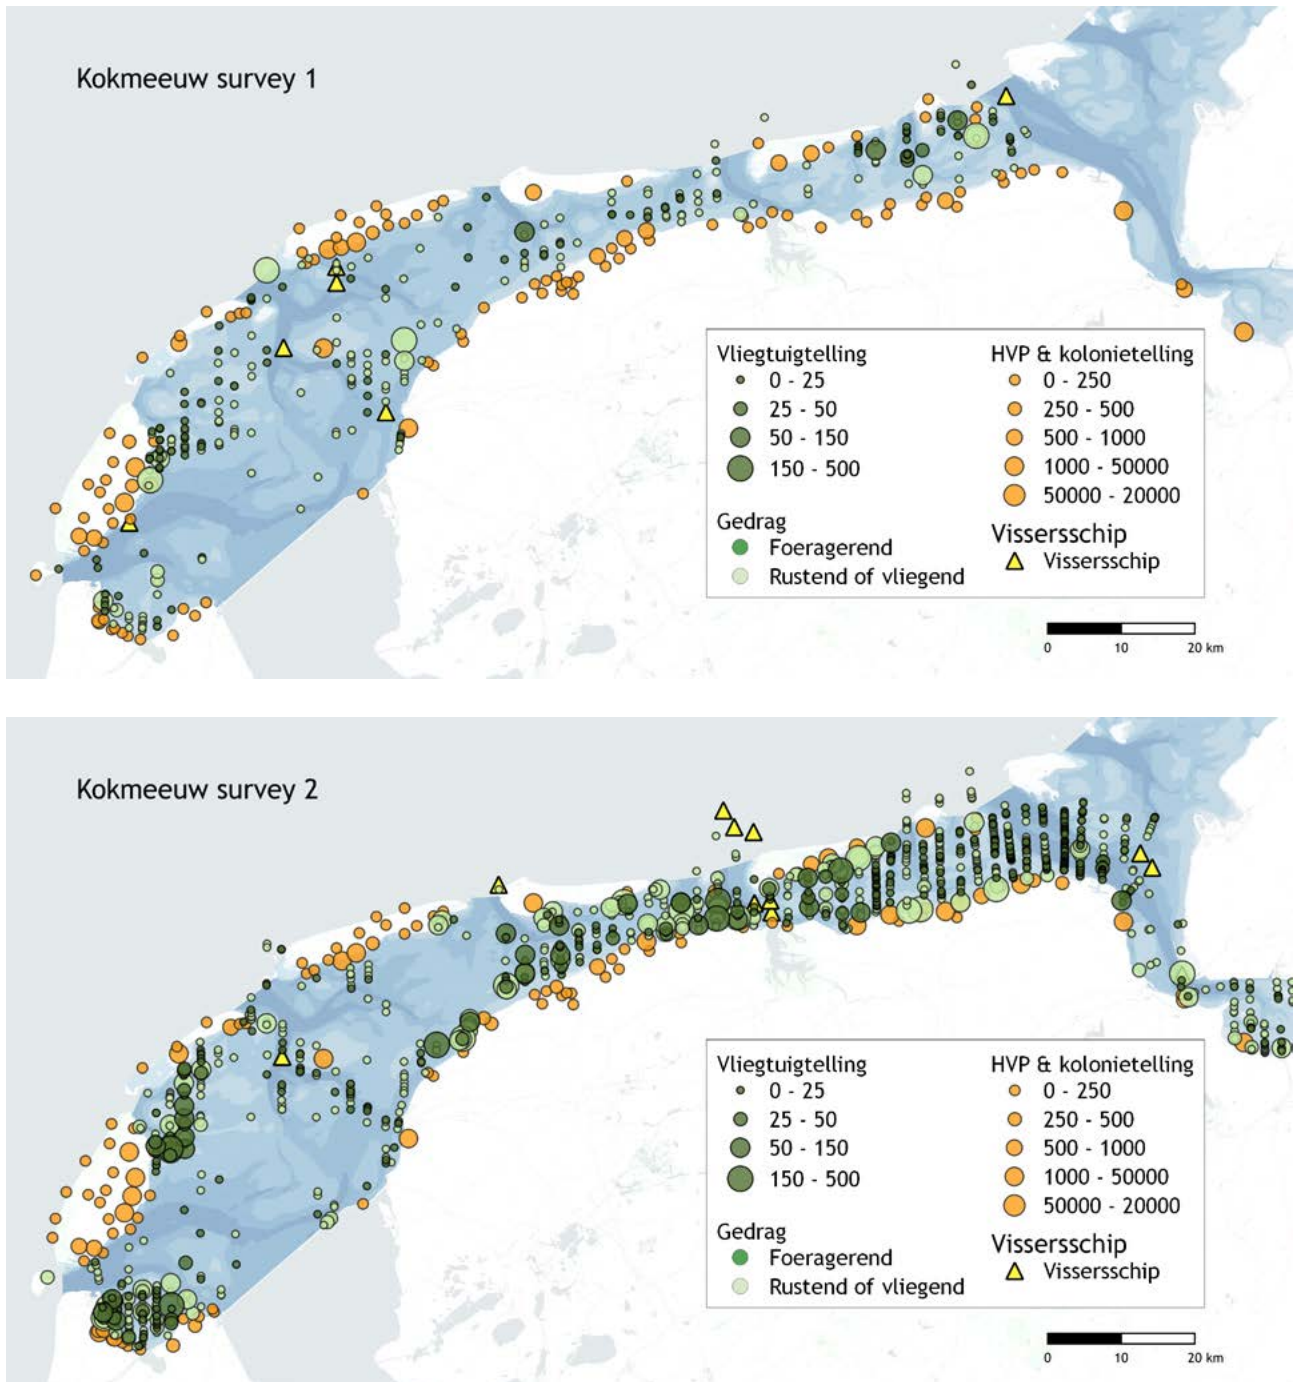 Kokmeeuw survey 1
Vliegtuigtelling
0 - 25
25 - 50
50 - 150
150 - 500
Gedrag
Foeragerend
Rustend of vliegend
HVP & kolonietelling
0 - 250
250 - 500
500 - 1000
1000 - 50000
50000 - 20000
Vissersschip
Vissersschip
0 10 20 km
Kokmeeuw survey 2
Vliegtuigtelling
0 - 25
25 - 50
50 - 150
150 - 500
Gedrag
Foeragerend
Rustend of vliegend
HVP & kolonietelling
0 - 250
250 - 500
500 - 1000
1000 - 50000
50000 - 20000
Vissersschip
Vissersschip
0 10 20 km